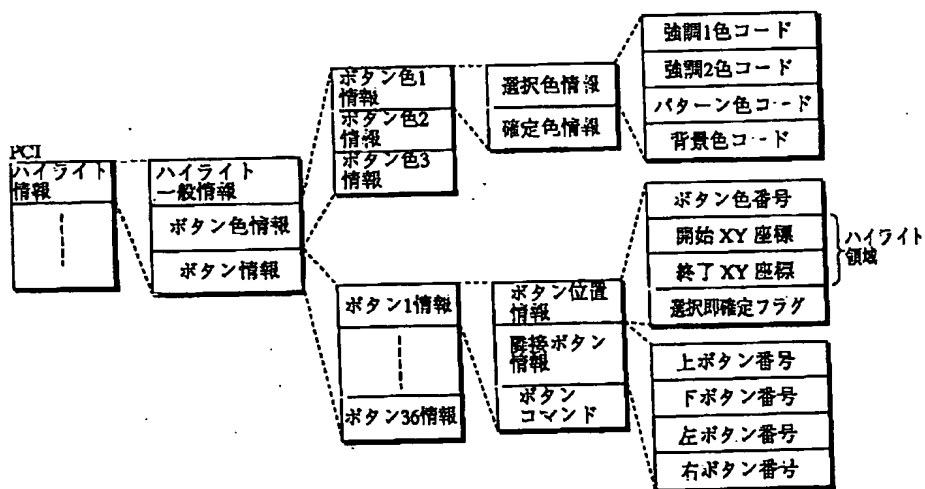 PCI
ハイライト
情報
ハイライト
一般情報
ボタン色情報
ボタン情報
ボタン色1
情報
ボタン色2
情報
ボタン色3
情報
選択色情報
確定色情報
強調1色コード
強調2色コード
パターン色コード
背景色コード
ボタン1情報
ボタン36情報
ボタン位置
情報
隣接ボタン
情報
ボタン
コマンド
ボタン色番号
開始 XY 座標
終了 XY 座標
選択即確定フラグ
ハイライト
領域
上ボタン番号
下ボタン番号
左ボタン番号
右ボタン番号